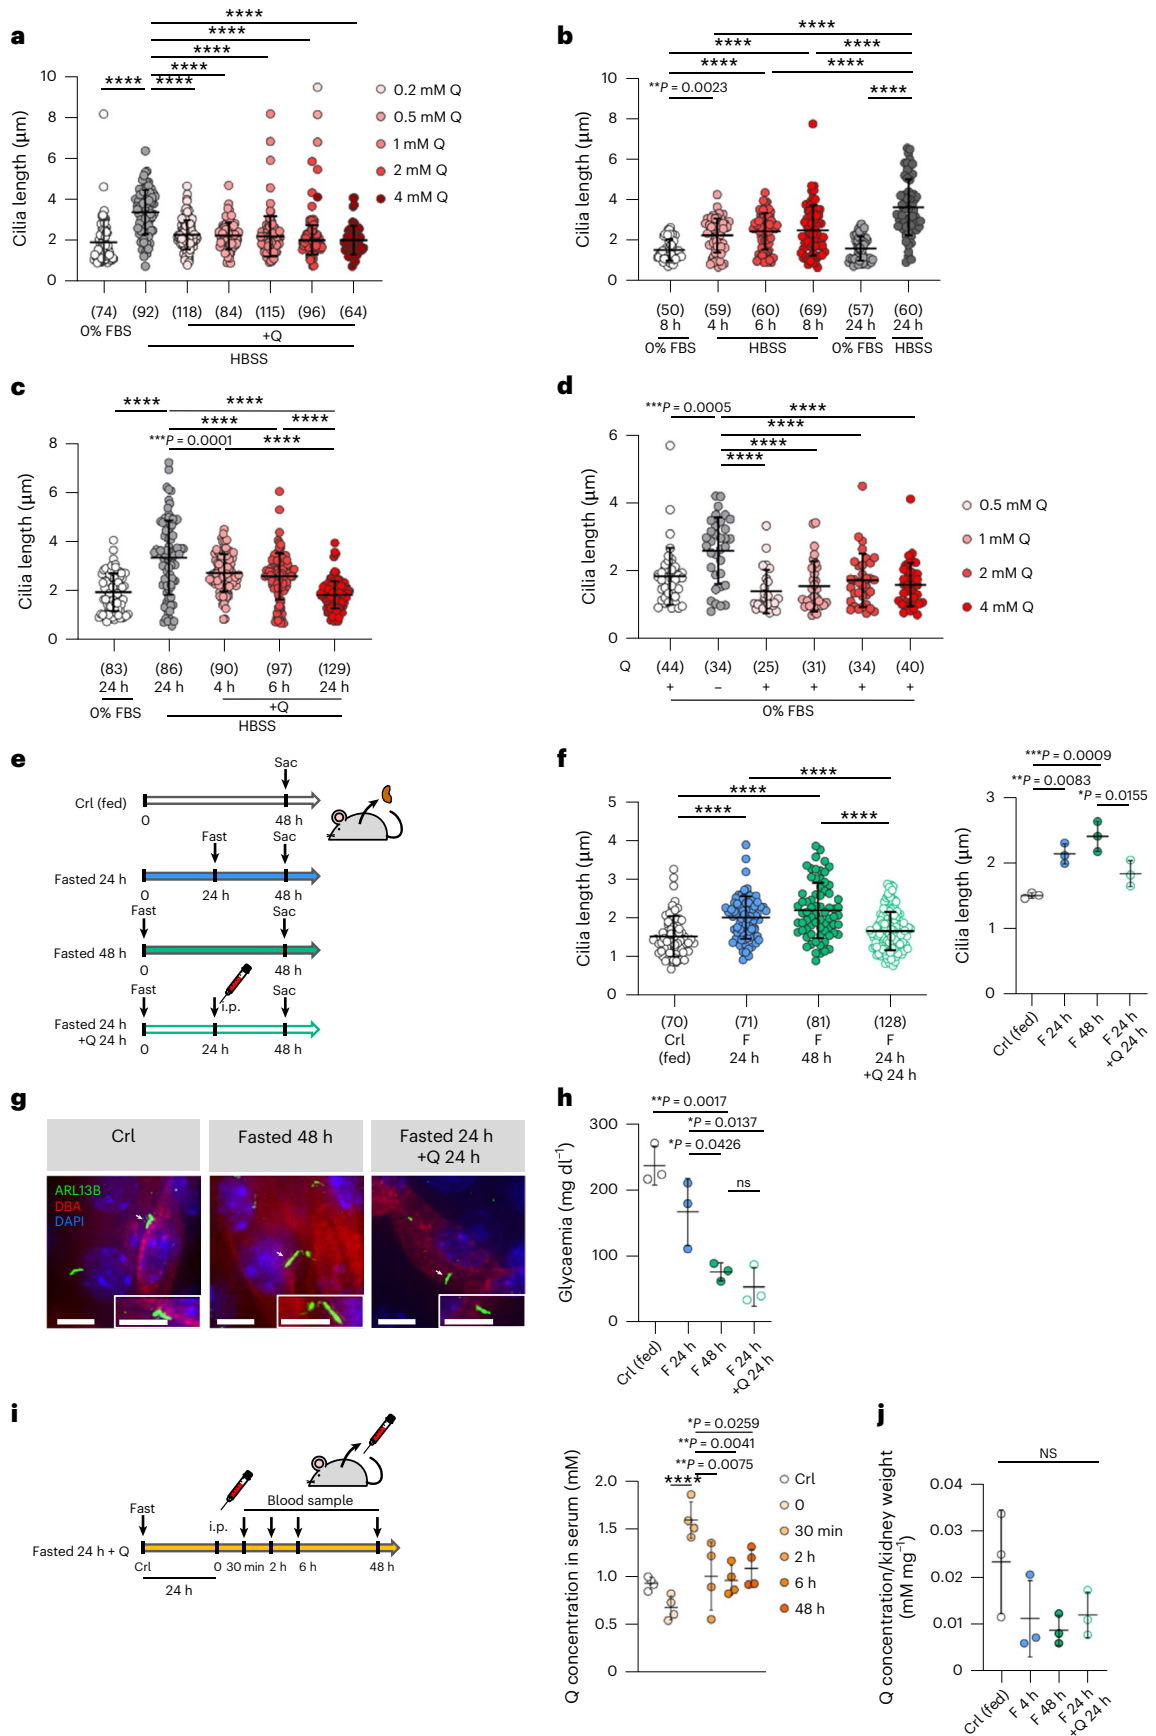 a
****
****
****
****
****
****
Cilia length (μm)
10
8
6
4
2
0
0.2 mM Q
0.5 mM Q
1 mM Q
2 mM Q
4 mM Q
(74)
(92)
(118)
(84)
(115)
(96)
(64)
0% FBS
+Q
HBSS
b
****
****
****
****
****
**P = 0.0023
****
Cilia length (μm)
10
8
6
4
2
0
(50)
(59)
(60)
(69)
(57)
(60)
8 h
4 h
6 h
8 h
24 h
24 h
0% FBS
HBSS
0% FBS
HBSS
c
****
****
****
****
***P = 0.0001
****
Cilia length (μm)
8
6
4
2
0
(83)
(86)
(90)
(97)
(129)
24 h
24 h
4 h
6 h
24 h
0% FBS
+Q
HBSS
d
***P = 0.0005
****
****
****
****
Cilia length (μm)
6
4
2
0
0.5 mM Q
1 mM Q
2 mM Q
4 mM Q
Q
(44)
(34)
(25)
(31)
(34)
(40)
+
–
+
+
+
+
0% FBS
e
Sac
Crl (fed)
0
48 h
Fast
Sac
Fasted 24 h
0
24 h
48 h
Fast
Sac
Fasted 48 h
0
48 h
Fast
i.p.
Sac
Fasted 24 h
+Q 24 h
0
24 h
48 h
f
****
****
****
****
Cilia length (μm)
5
4
3
2
1
0
(70)
(71)
(81)
(128)
Crl
(fed)
F
24 h
F
48 h
F
24 h
+Q 24 h
***P = 0.0009
**P = 0.0083
*P = 0.0155
Cilia length (μm)
3
2
1
0
Crl (fed)
F 24 h
F 48 h
F 24 h
+Q 24 h
g
Crl
Fasted 48 h
Fasted 24 h
+Q 24 h
ARL13B
DBA
DAPI
h
**P = 0.0017
*P = 0.0137
*P = 0.0426
ns
Glycaemia (mg dl⁻¹)
300
200
100
0
Crl (fed)
F 24 h
F 48 h
F 24 h
+Q 24 h
i
Fast
i.p.
Blood sample
Fasted 24 h + Q
Crl
0
30 min
2 h
6 h
48 h
24 h
*P = 0.0259
**P = 0.0041
**P = 0.0075
****
Q concentration in serum (mM)
2.0
1.5
1.0
0.5
0
Crl
0
30 min
2 h
6 h
48 h
j
NS
Q concentration/kidney weight
(mM mg⁻¹)
0.04
0.03
0.02
0.01
0
Crl (fed)
F 4 h
F 48 h
F 24 h
+Q 24 h